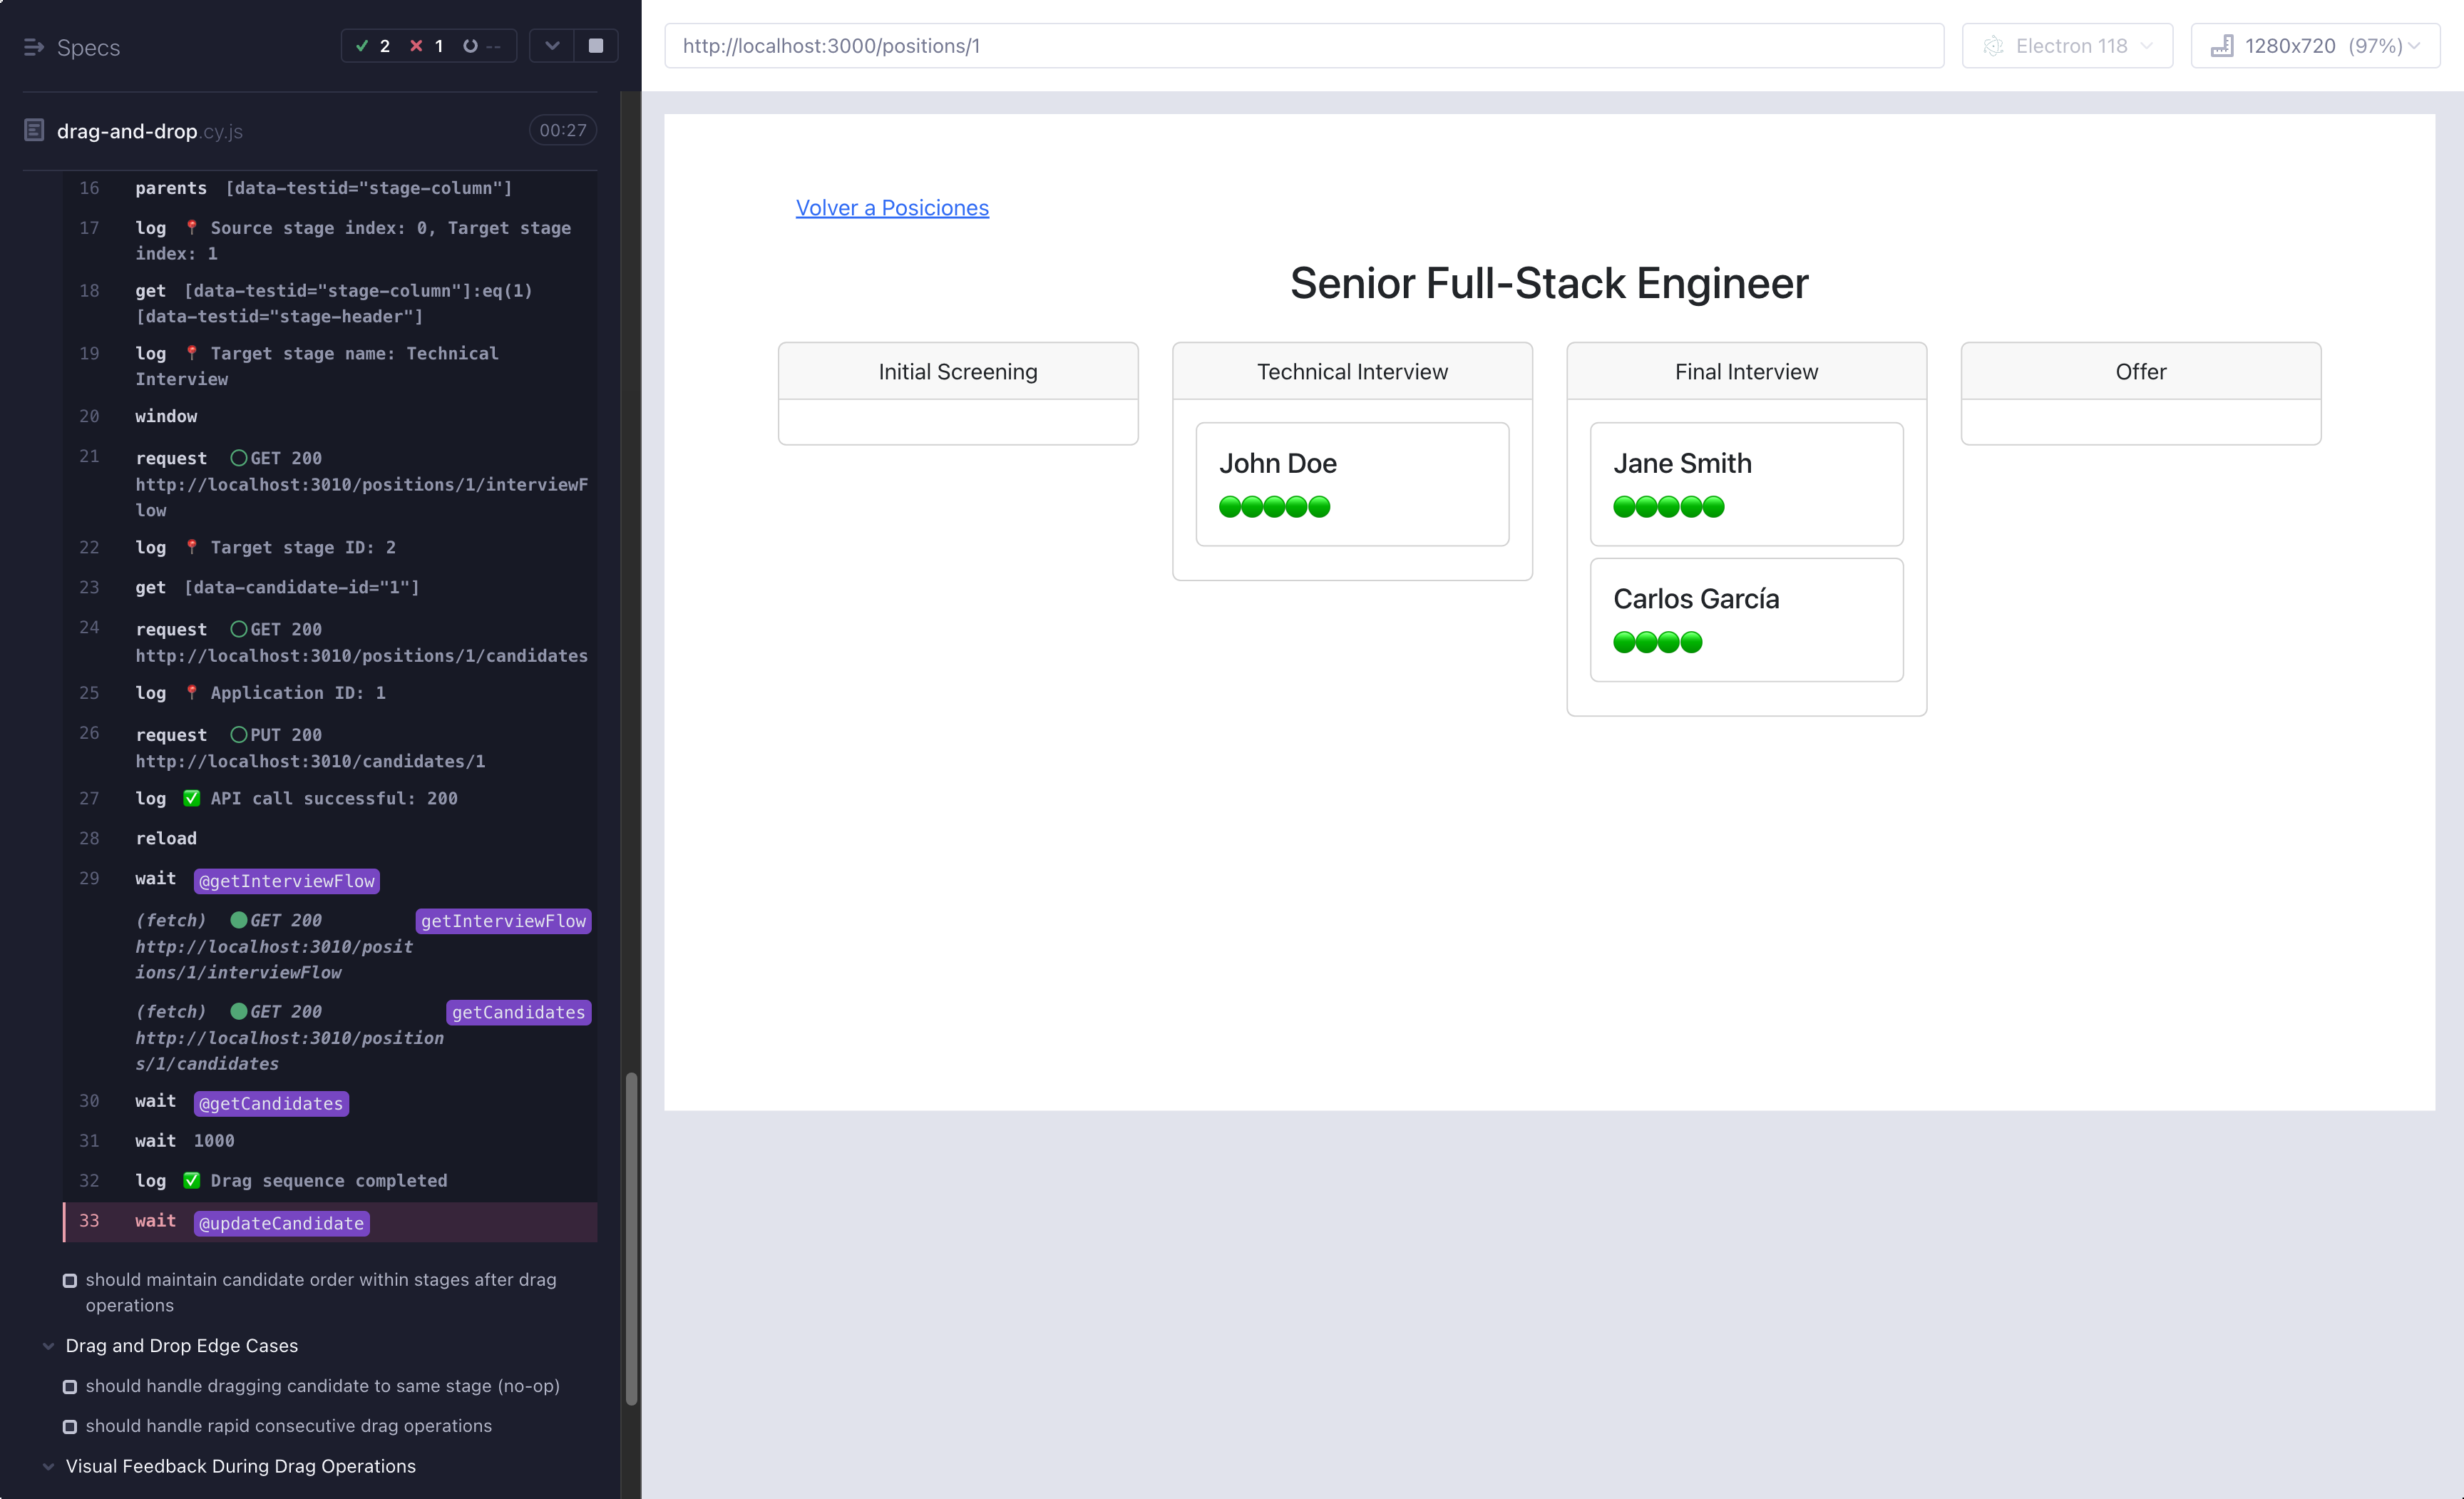 Specs
2
1
--
drag-and-drop.cy.js
00:27
16 parents [data-testid="stage-column"]
17 log 📍 Source stage index: 0, Target stage
index: 1
18 get [data-testid="stage-column"]:eq(1)
[data-testid="stage-header"]
19 log 📍 Target stage name: Technical
Interview
20 window
21 request GET 200
http://localhost:3010/positions/1/interviewF
low
22 log 📍 Target stage ID: 2
23 get [data-candidate-id="1"]
24 request GET 200
http://localhost:3010/positions/1/candidates
25 log 📍 Application ID: 1
26 request PUT 200
http://localhost:3010/candidates/1
27 log ✅ API call successful: 200
28 reload
29 wait @getInterviewFlow
(fetch) GET 200 getInterviewFlow
http://localhost:3010/posit
ions/1/interviewFlow
(fetch) GET 200 getCandidates
http://localhost:3010/position
s/1/candidates
30 wait @getCandidates
31 wait 1000
32 log ✅ Drag sequence completed
33 wait @updateCandidate
should maintain candidate order within stages after drag
operations
Drag and Drop Edge Cases
should handle dragging candidate to same stage (no-op)
should handle rapid consecutive drag operations
Visual Feedback During Drag Operations
http://localhost:3000/positions/1
Electron 118
1280x720 (97%)
Volver a Posiciones
Senior Full-Stack Engineer
Initial Screening
Technical Interview
John Doe
Final Interview
Jane Smith
Carlos García
Offer